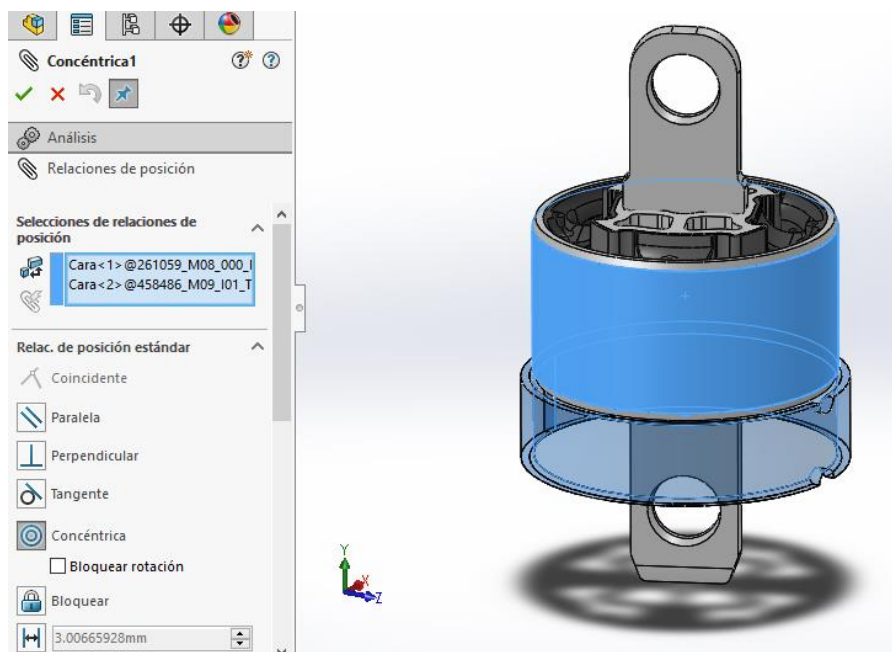 Concéntrica1
Análisis
Relaciones de posición
Selecciones de relaciones de
posición
Cara<1>@261059_M08_000_I
Cara<2>@458486_M09_I01_T
Relac. de posición estándar
Coincidente
Paralela
Perpendicular
Tangente
Concéntrica
Bloquear rotación
Bloquear
3.00665928mm
Y
X
Z